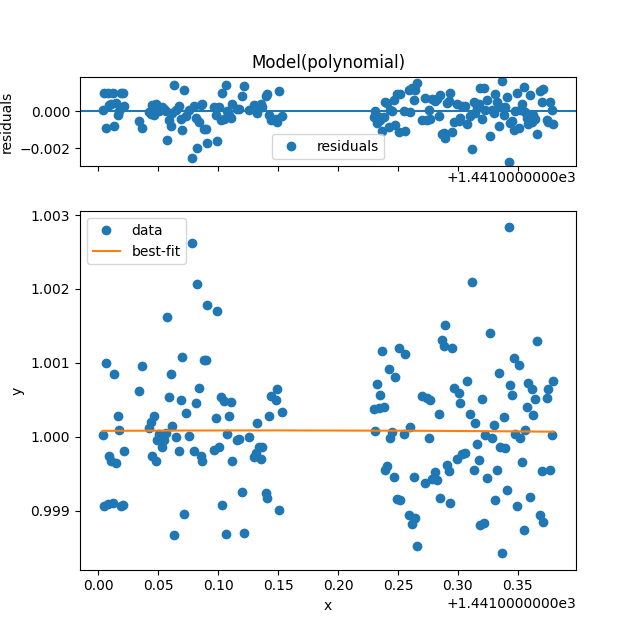 Model(polynomial)
residuals
0.000
−0.002
residuals
+1.4410000000e3
1.003
1.002
1.001
1.000
0.999
y
data
best-fit
0.00 0.05 0.10 0.15 0.20 0.25 0.30 0.35
x
+1.4410000000e3